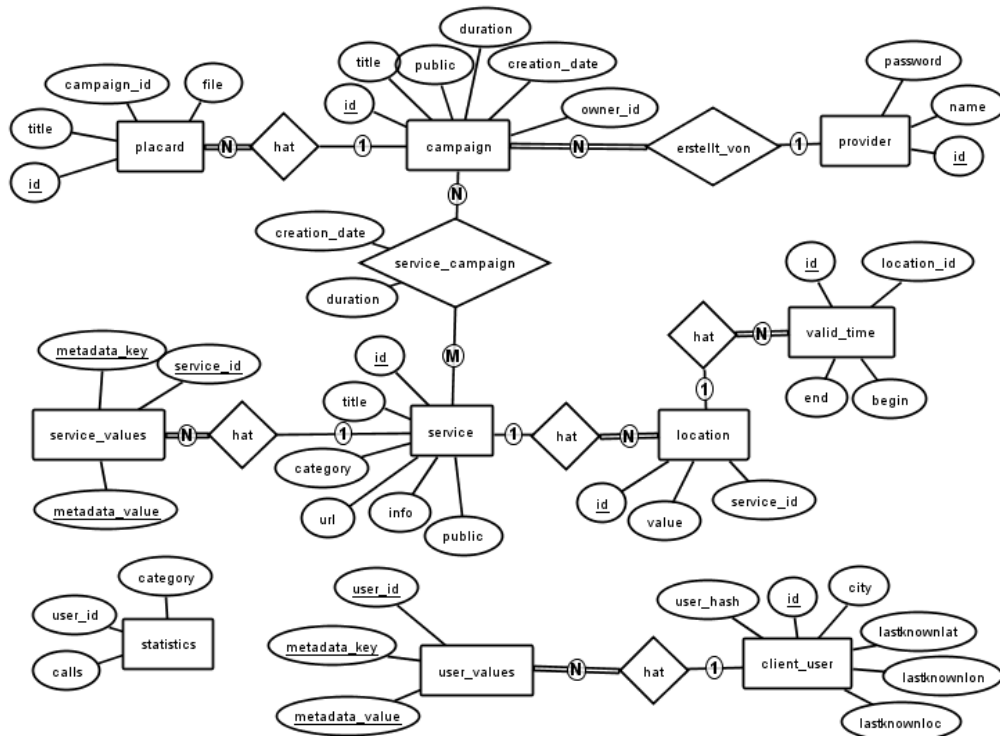 duration
title
public
creation_date
campaign_id
file
id
owner_id
password
name
title
placard
N
hat
1
campaign
N
erstellt_von
1
provider
id
id
N
creation_date
service_campaign
duration
id
location_id
hat
N
valid_time
M
id
1
end
begin
metadata_key
service_id
title
service_values
N
hat
1
service
1
hat
N
location
category
metadata_value
url
info
public
id
value
service_id
category
user_id
statistics
calls
user_id
metadata_key
user_values
metadata_value
N
hat
1
user_hash
id
city
client_user
lastknownlat
lastknownlon
lastknownloc